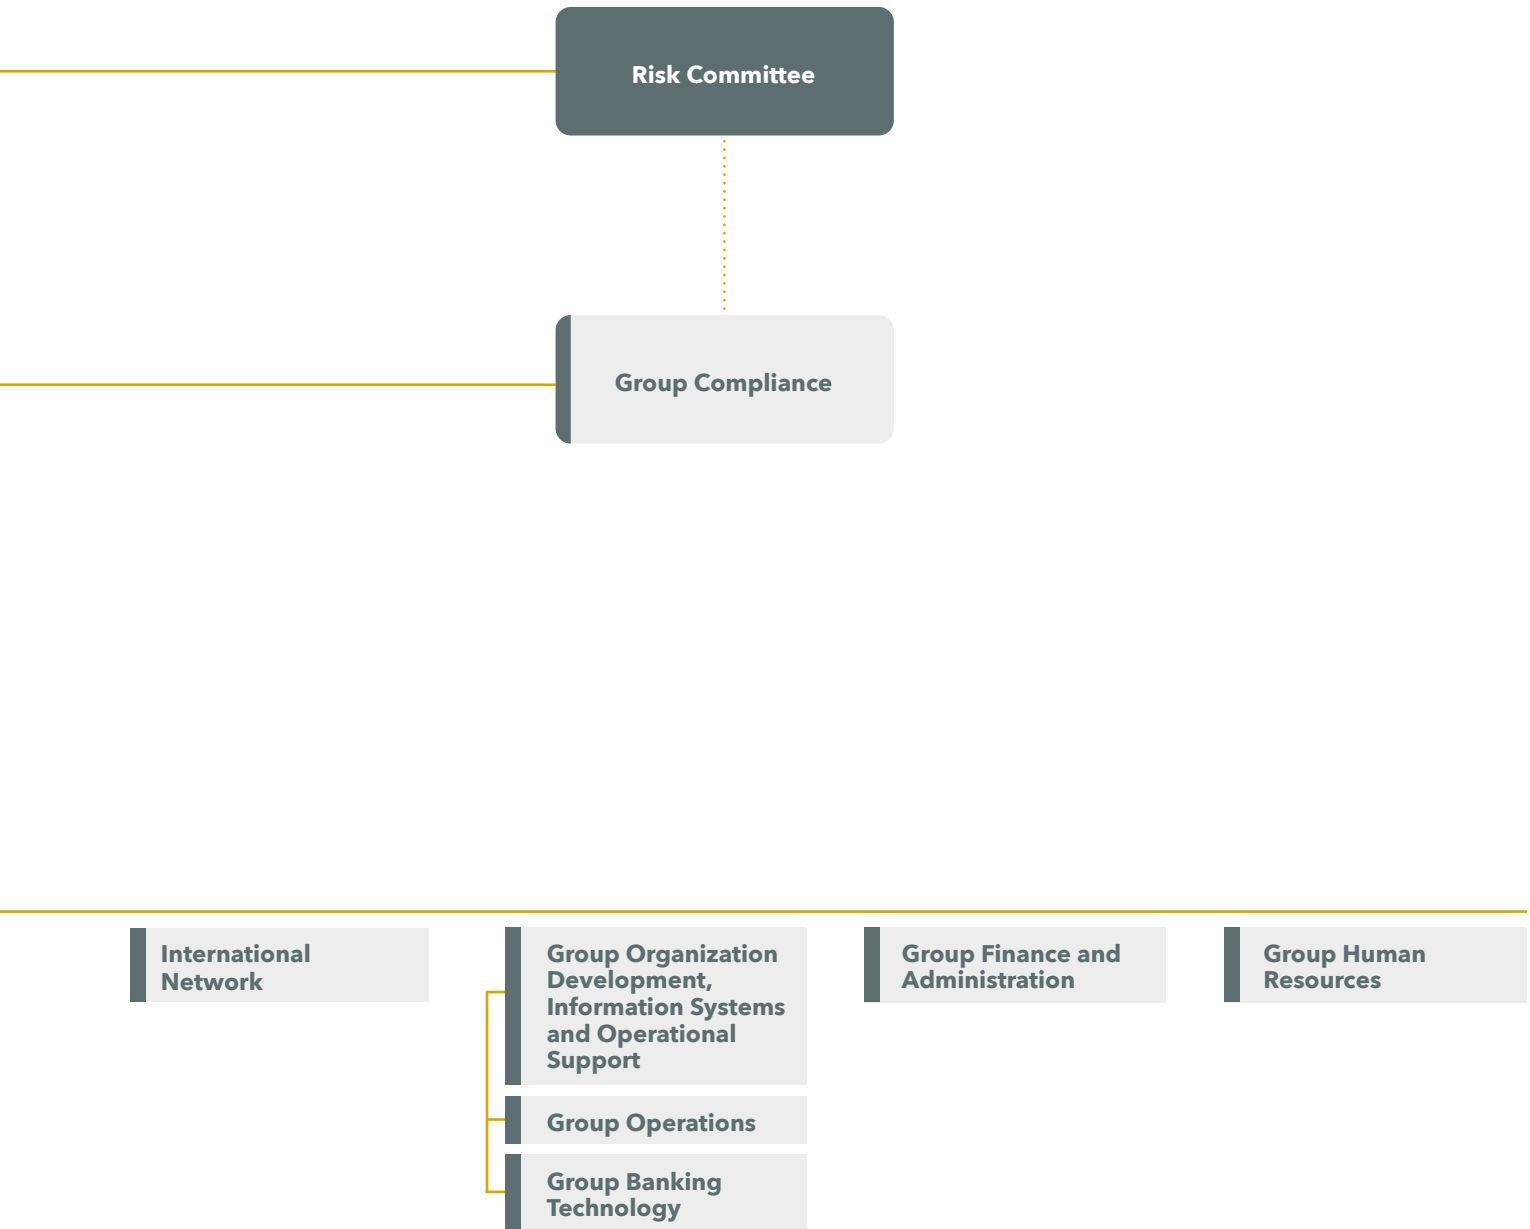 Risk Committee
Group Compliance
International
Network
Group Organization
Development,
Information Systems
and Operational
Support
Group Operations
Group Banking
Technology
Group Finance and
Administration
Group Human
Resources